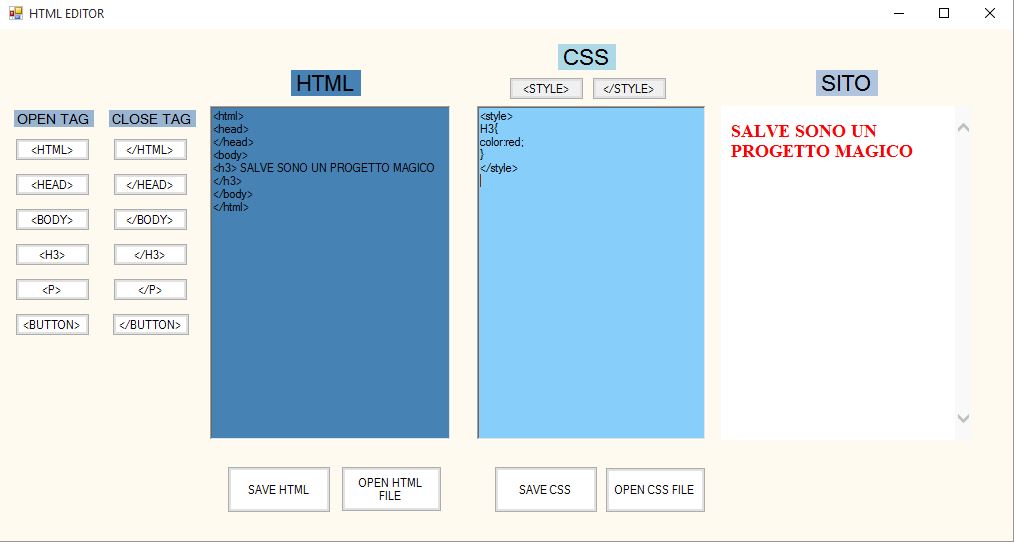 HTML EDITOR
CSS
HTML
<STYLE>
</STYLE>
SITO
OPEN TAG
CLOSE TAG
<HTML>
</HTML>
<HEAD>
</HEAD>
<BODY>
</BODY>
<H3>
</H3>
<P>
</P>
<BUTTON>
</BUTTON>
<html>
<head>
</head>
<body>
<h3> SALVE SONO UN PROGETTO MAGICO
</h3>
</body>
</html>
<style>
H3{
color:red;
}
</style>
SALVE SONO UN
PROGETTO MAGICO
SAVE HTML
OPEN HTML
FILE
SAVE CSS
OPEN CSS FILE